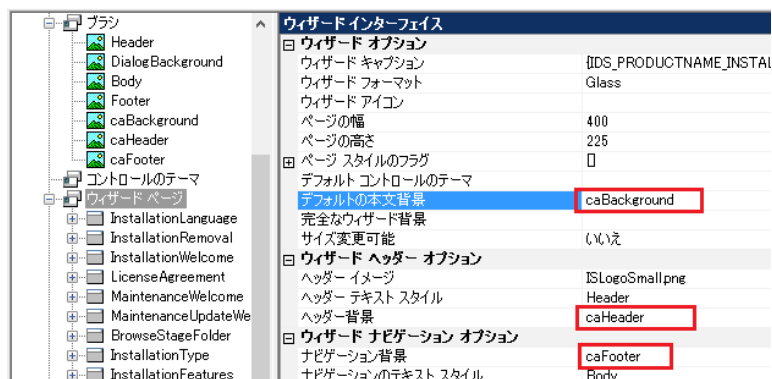 ブラシ
Header
DialogBackground
Body
Footer
caBackground
caHeader
caFooter
コントロールのテーマ
ウィザード ページ
InstallationLanguage
InstallationRemoval
InstallationWelcome
LicenseAgreement
MaintenanceWelcome
MaintenanceUpdateWe
BrowseStageFolder
InstallationType
InstallationFeatures
ウィザード インターフェイス
ウィザード オプション
ウィザード キャプション {IDS_PRODUCTNAME_INSTAL
ウィザード フォーマット Glass
ウィザード アイコン
ページの幅 400
ページの高さ 225
ページ スタイルのフラグ []
デフォルト コントロールのテーマ
デフォルトの本文背景 caBackground
完全なウィザード背景
サイズ変更可能 いいえ
ウィザード ヘッダー オプション
ヘッダー イメージ ISLogoSmall.png
ヘッダー テキスト スタイル Header
ヘッダー背景 caHeader
ウィザード ナビゲーション オプション
ナビゲーション背景 caFooter
ナビゲーションのテキスト スタイル Body